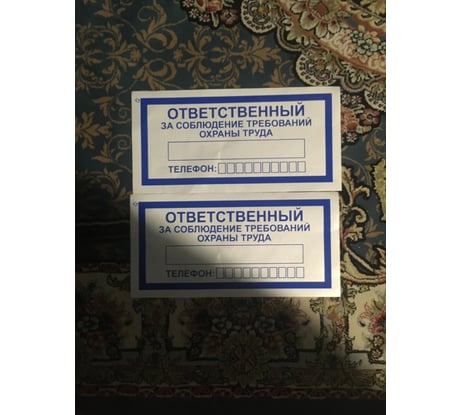 ОТВЕТСТВЕННЫЙ
ЗА СОБЛЮДЕНИЕ ТРЕБОВАНИЙ
ОХРАНЫ ТРУДА
ТЕЛЕФОН:
ОТВЕТСТВЕННЫЙ
ЗА СОБЛЮДЕНИЕ ТРЕБОВАНИЙ
ОХРАНЫ ТРУДА
ТЕЛЕФОН: